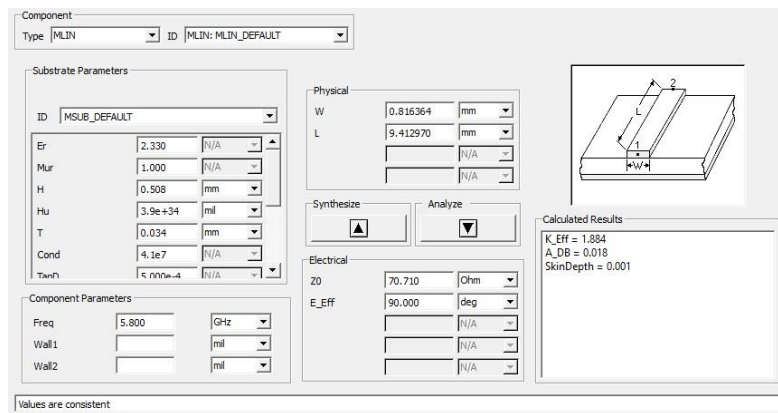 Component
Type MLIN ID MLIN: MLIN_DEFAULT
Substrate Parameters
ID MSUB_DEFAULT
Er 2.330 N/A
Mur 1.000 N/A
H 0.508 mm
Hu 3.9e+34 mil
T 0.034 mm
Cond 4.1e7 N/A
TanD 5.000e-4 N/A
Component Parameters
Freq 5.800 GHz
Wall1 mil
Wall2 mil
Physical
W 0.816364 mm
L 9.412970 mm
N/A
N/A
Synthesize Analyze
Electrical
Z0 70.710 Ohm
E_Eff 90.000 deg
N/A
N/A
N/A
2
L
1
W
Calculated Results
K_Eff = 1.884
A_DB = 0.018
SkinDepth = 0.001
Values are consistent